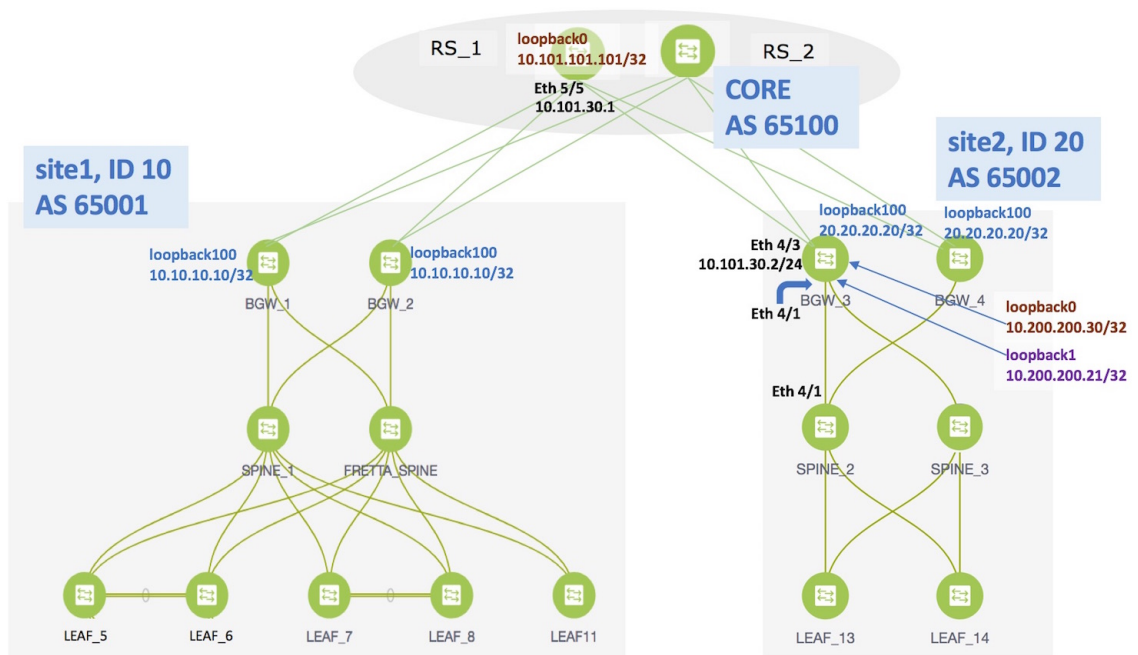 RS_1
loopback0
10.101.101.101/32
RS_2
Eth 5/5
10.101.30.1
CORE
AS 65100
site1, ID 10
AS 65001
site2, ID 20
AS 65002
loopback100
10.10.10.10/32
loopback100
10.10.10.10/32
loopback100
20.20.20.20/32
loopback100
20.20.20.20/32
Eth 4/3
10.101.30.2/24
BGW_1
BGW_2
BGW_3
BGW_4
Eth 4/1
loopback0
10.200.200.30/32
loopback1
10.200.200.21/32
Eth 4/1
SPINE_1
FRETTA_SPINE
SPINE_2
SPINE_3
LEAF_5
LEAF_6
LEAF_7
LEAF_8
LEAF11
LEAF_13
LEAF_14